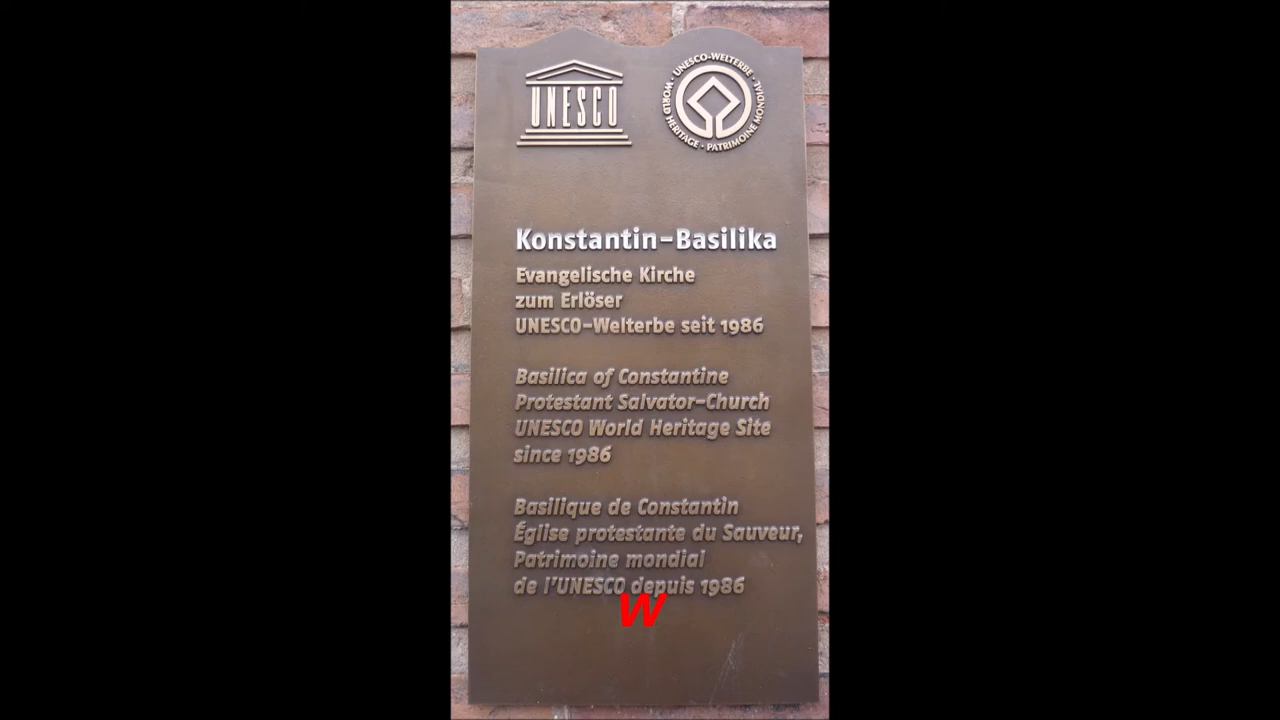 UNESCO
UNESCO-WELTERBE · WORLD HERITAGE · PATRIMOINE MONDIAL ·
Konstantin-Basilika
Evangelische Kirche
zum Erlöser
UNESCO-Welterbe seit 1986
Basilica of Constantine
Protestant Salvator-Church
UNESCO World Heritage Site
since 1986
Basilique de Constantin
Église protestante du Sauveur,
Patrimoine mondial
de l'UNESCO depuis 1986
W